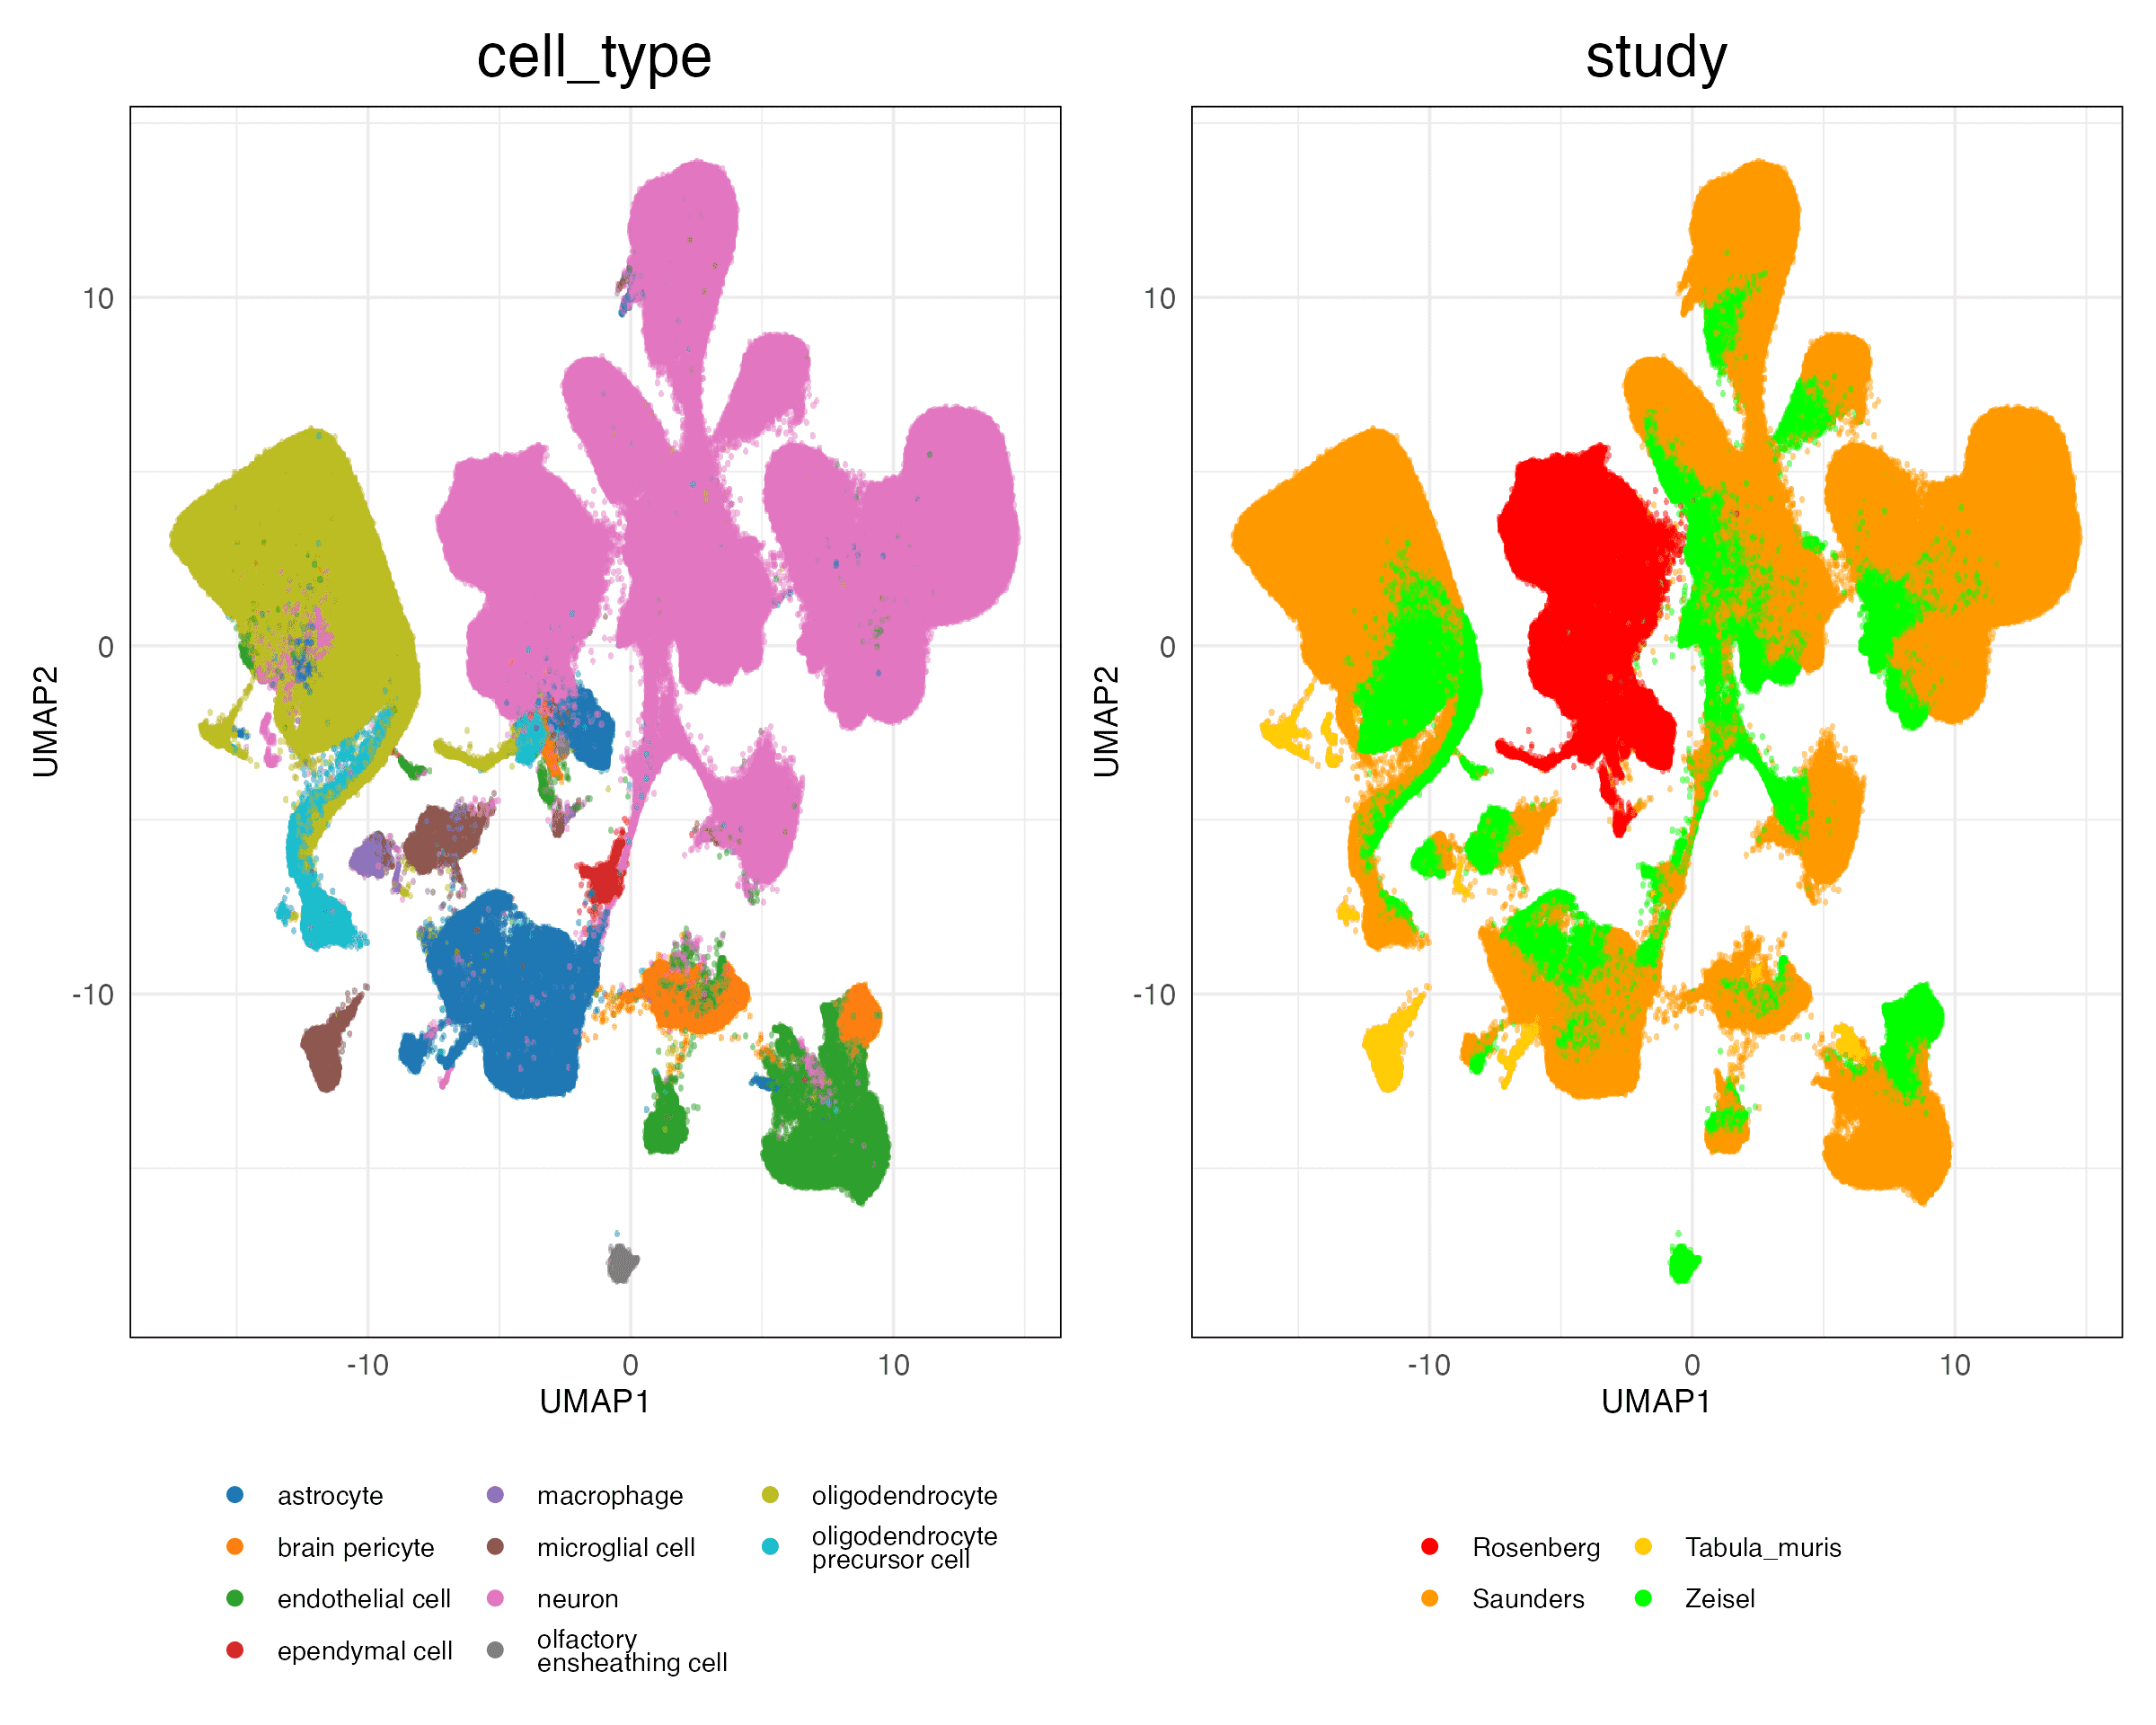 cell_type
study
10
0
-10
UMAP2
-10
0
10
UMAP1
10
0
-10
UMAP2
-10
0
10
UMAP1
astrocyte
brain pericyte
endothelial cell
ependymal cell
macrophage
microglial cell
neuron
olfactory
ensheathing cell
oligodendrocyte
oligodendrocyte
precursor cell
Rosenberg
Saunders
Tabula_muris
Zeisel